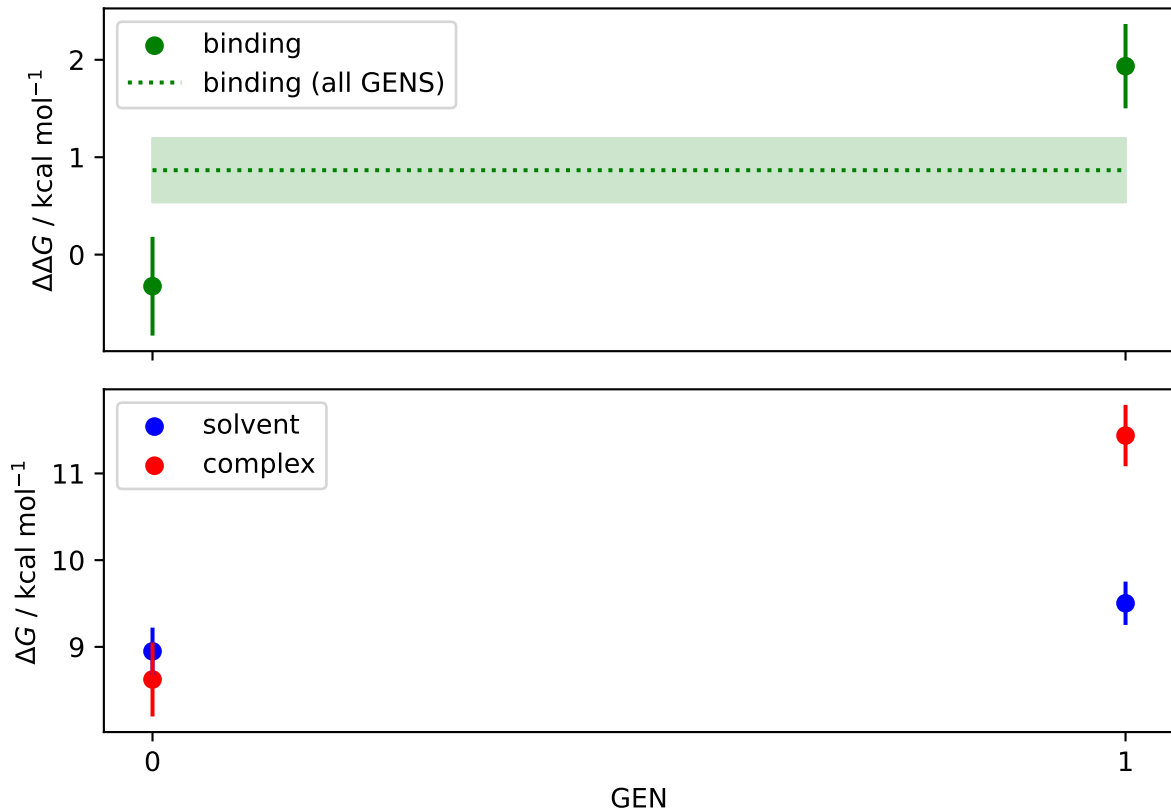 binding
binding (all GENS)
2
1
0
ΔΔG / kcal mol⁻¹
solvent
complex
11
10
9
ΔG / kcal mol⁻¹
0
1
GEN